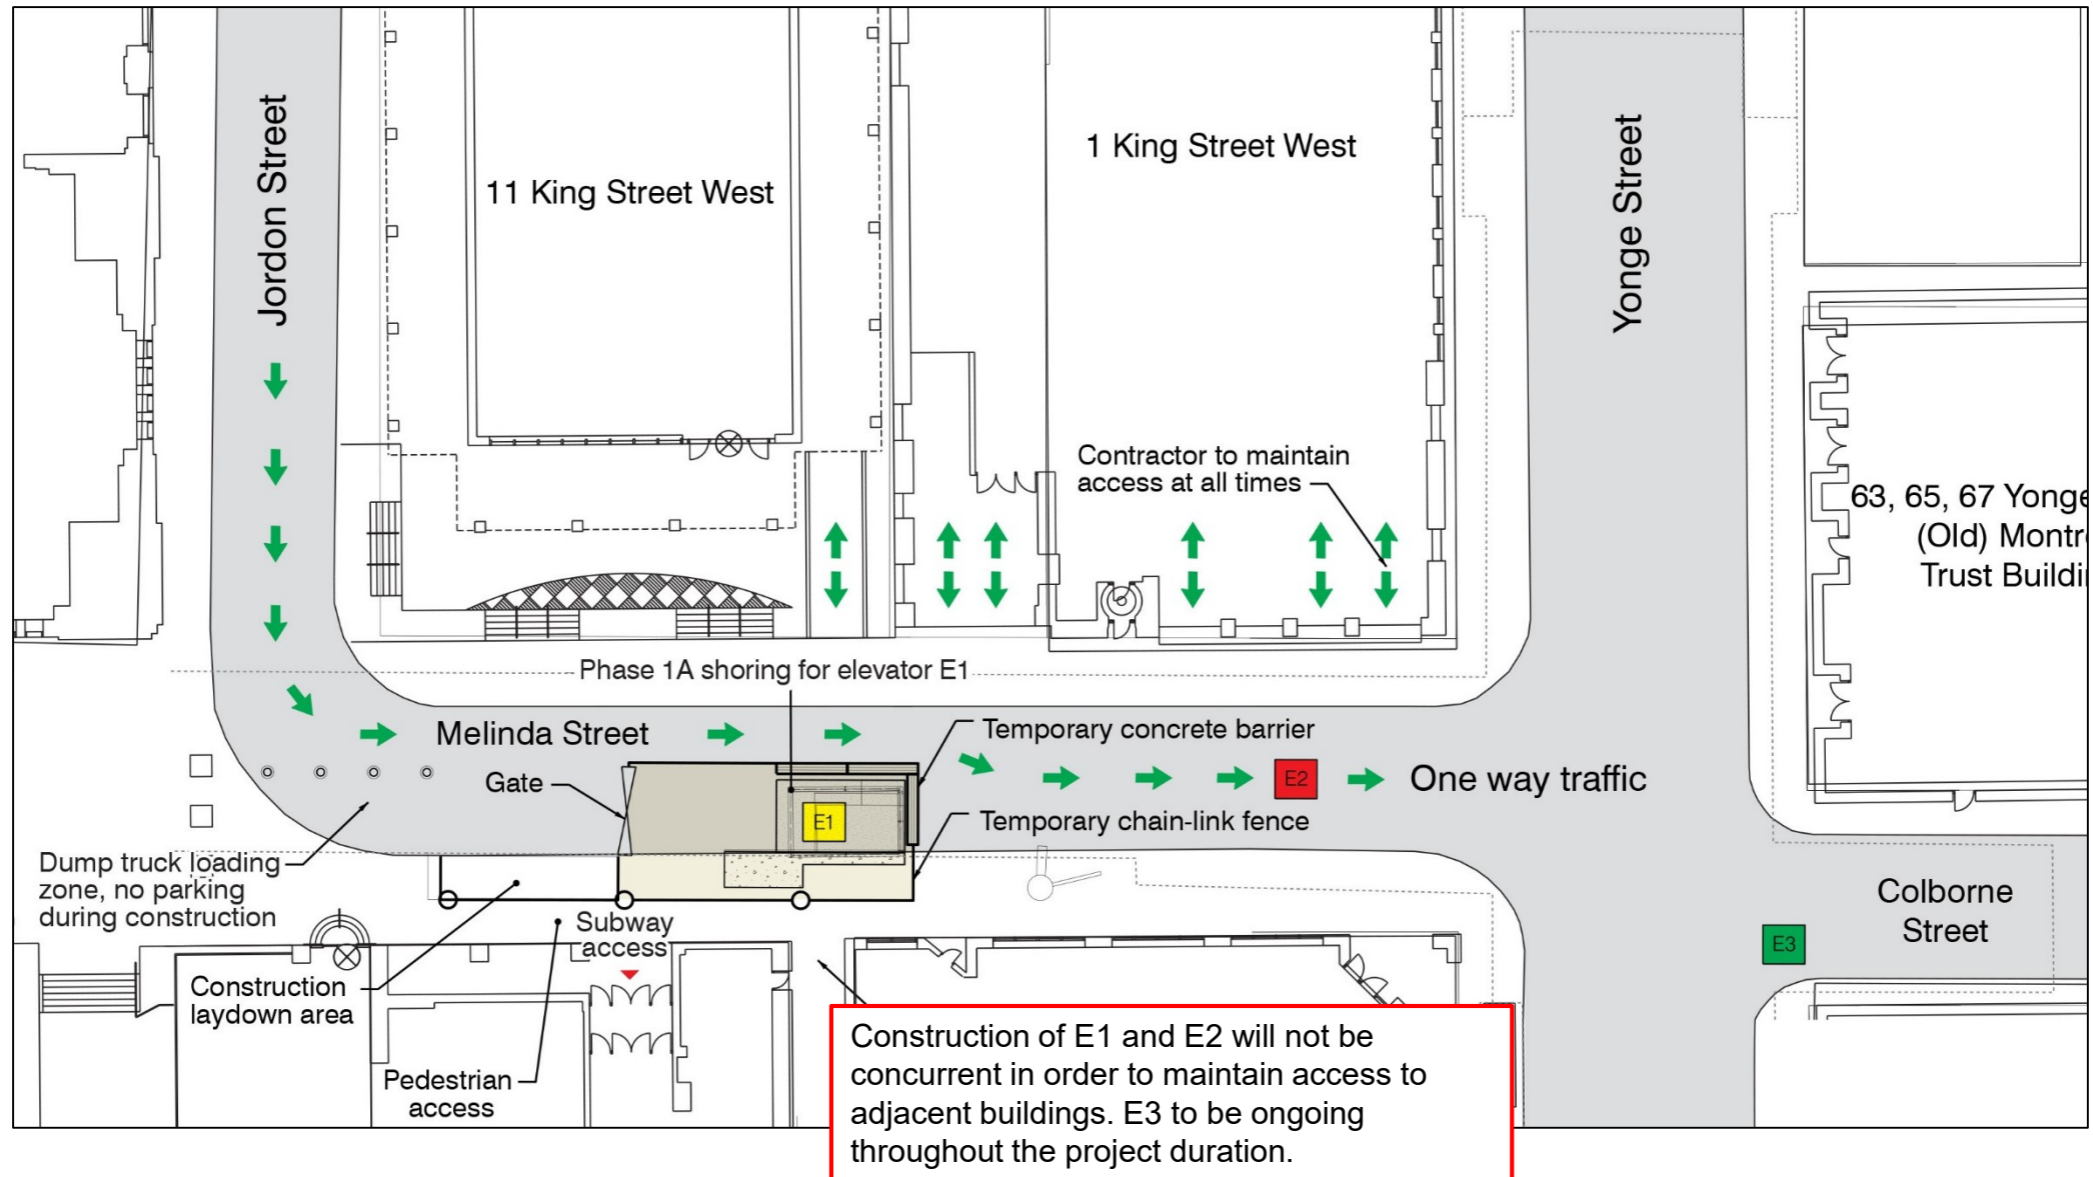 Jordon Street
11 King Street West
1 King Street West
Yonge Street
Contractor to maintain
access at all times
63, 65, 67 Yonge
(Old) Montr
Trust Buildi
Phase 1A shoring for elevator E1
Melinda Street
Temporary concrete barrier
Gate
E2
One way traffic
E1
Temporary chain-link fence
Dump truck loading
zone, no parking
during construction
Colborne
Street
Subway
access
E3
Construction
laydown area
Pedestrian
access
Construction of E1 and E2 will not be
concurrent in order to maintain access to
adjacent buildings. E3 to be ongoing
throughout the project duration.